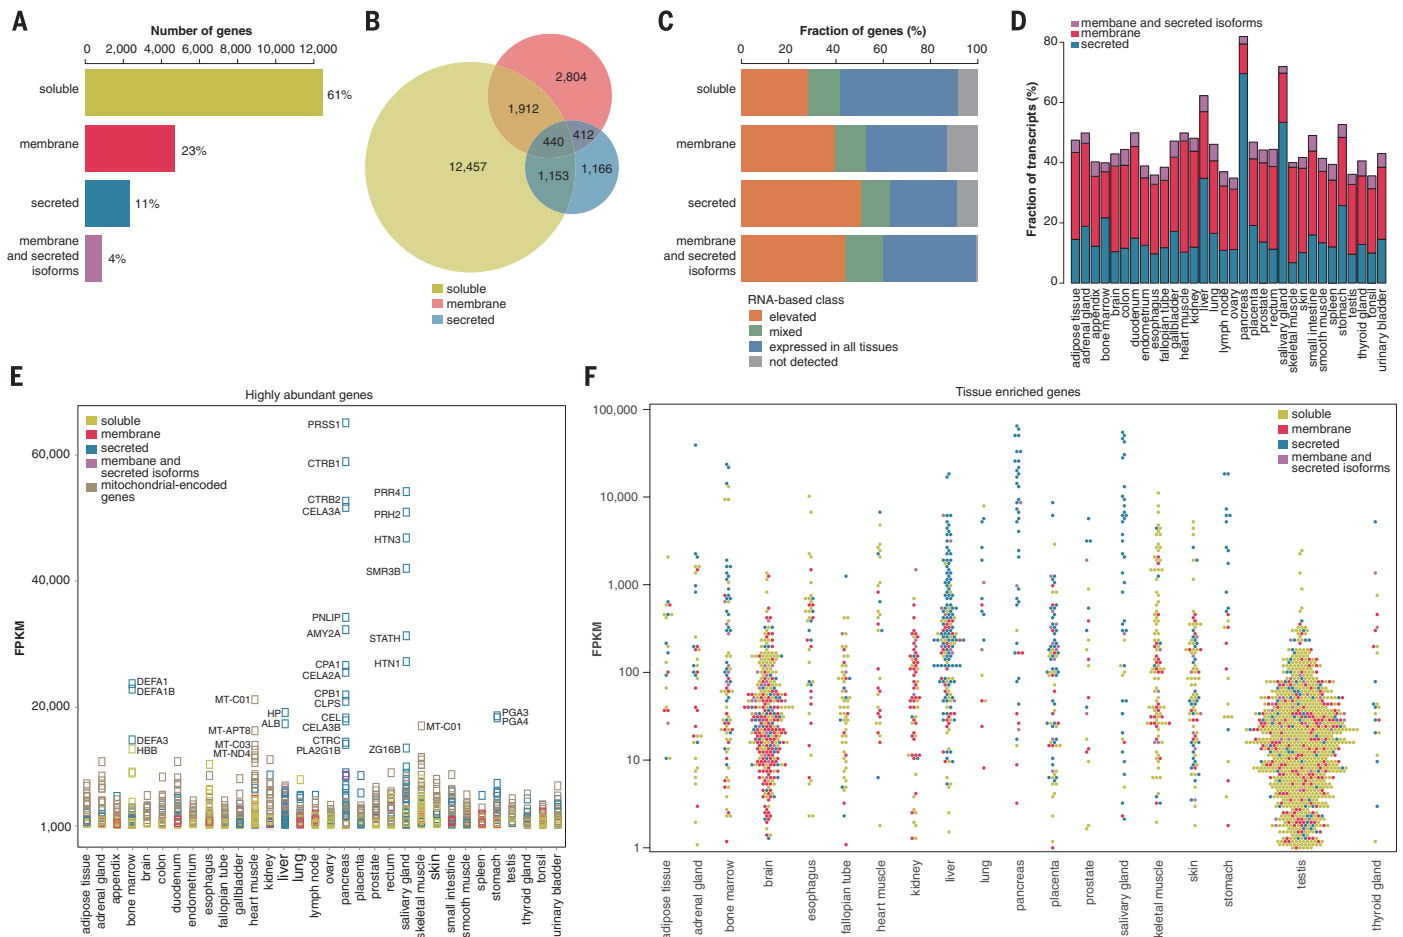 A
Number of genes
0 2,000 4,000 6,000 8,000 10,000 12,000
soluble
61%
membrane
23%
secreted
11%
membrane
and secreted
isoforms
4%
B
2,804
1,912
440
412
12,457
1,153
1,166
soluble
membrane
secreted
C
Fraction of genes (%)
0 20 40 60 80 100
soluble
membrane
secreted
membrane
and secreted
isoforms
RNA-based class
elevated
mixed
expressed in all tissues
not detected
D
membane and secreted isoforms
membrane
secreted
Fraction of transcripts (%)
80
60
40
20
0
adipose tissue
adrenal gland
appendix
bone marrow
brain
colon
duodenum
endometrium
esophagus
fallopian tube
gallbladder
heart muscle
kidney
liver
lung
lymph node
ovary
pancreas
placenta
prostate
rectum
salivary gland
skeletal muscle
skin
small intestine
smooth muscle
spleen
stomach
testis
thyroid gland
tonsil
urinary bladder
E
Highly abundant genes
soluble
membrane
secreted
membane and
secreted isoforms
mitochondrial-encoded
genes
FPKM
60,000
40,000
20,000
1,000
PRSS1
CTRB1
CTRB2
CELA3A
PRR4
PRH2
HTN3
SMR3B
PNLIP
AMY2A
STATH
CPA1
CELA2A
HTN1
DEFA1
DEFA1B
CPB1
CLPS
MT-C01
HP
ALB
CEL
CELA3B
PGA3
PGA4
MT-C01
MT-APT8
DEFA3
HBB
MT-C03
MT-ND4
CTRC
PLA2G1B
ZG16B
adipose tissue
adrenal gland
appendix
bone marrow
brain
colon
duodenum
endometrium
esophagus
fallopian tube
gallbladder
heart muscle
kidney
liver
lung
lymph node
ovary
pancreas
placenta
prostate
rectum
salivary gland
skeletal muscle
skin
small intestine
smooth muscle
spleen
stomach
testis
thyroid gland
tonsil
urinary bladder
F
Tissue enriched genes
soluble
membrane
secreted
membane and
secreted isoforms
FPKM
100,000
10,000
1,000
100
10
1
adipose tissue
adrenal gland
bone marrow
brain
esophagus
fallopian tube
heart muscle
kidney
liver
lung
pancreas
placenta
prostate
salivary gland
skeletal muscle
skin
stomach
testis
thyroid gland